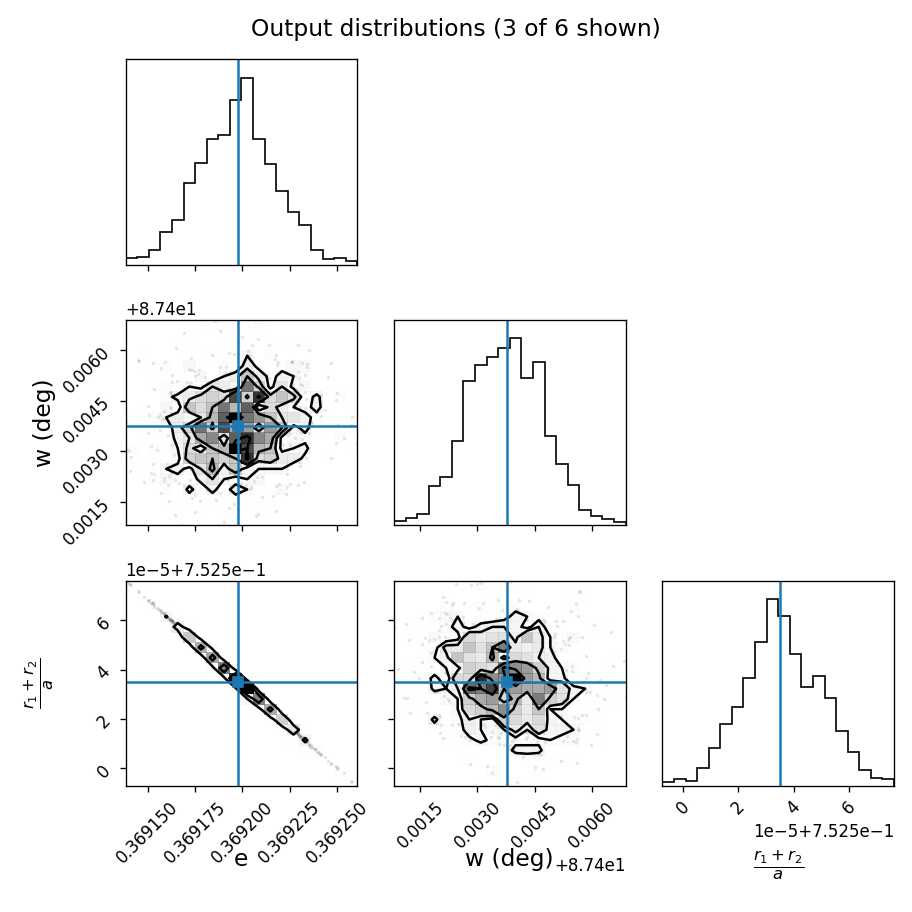 Output distributions (3 of 6 shown)
+8.74e1
w (deg)
0.0060
0.0045
0.0030
0.0015
1e−5+7.525e−1
r₁ + r₂
a
6
4
2
0
0.369150
0.369175
0.369200
0.369225
0.369250
e
0.0015
0.0030
0.0045
0.0060
w (deg)
+8.74e1
0
2
4
6
1e−5+7.525e−1
r₁ + r₂
a